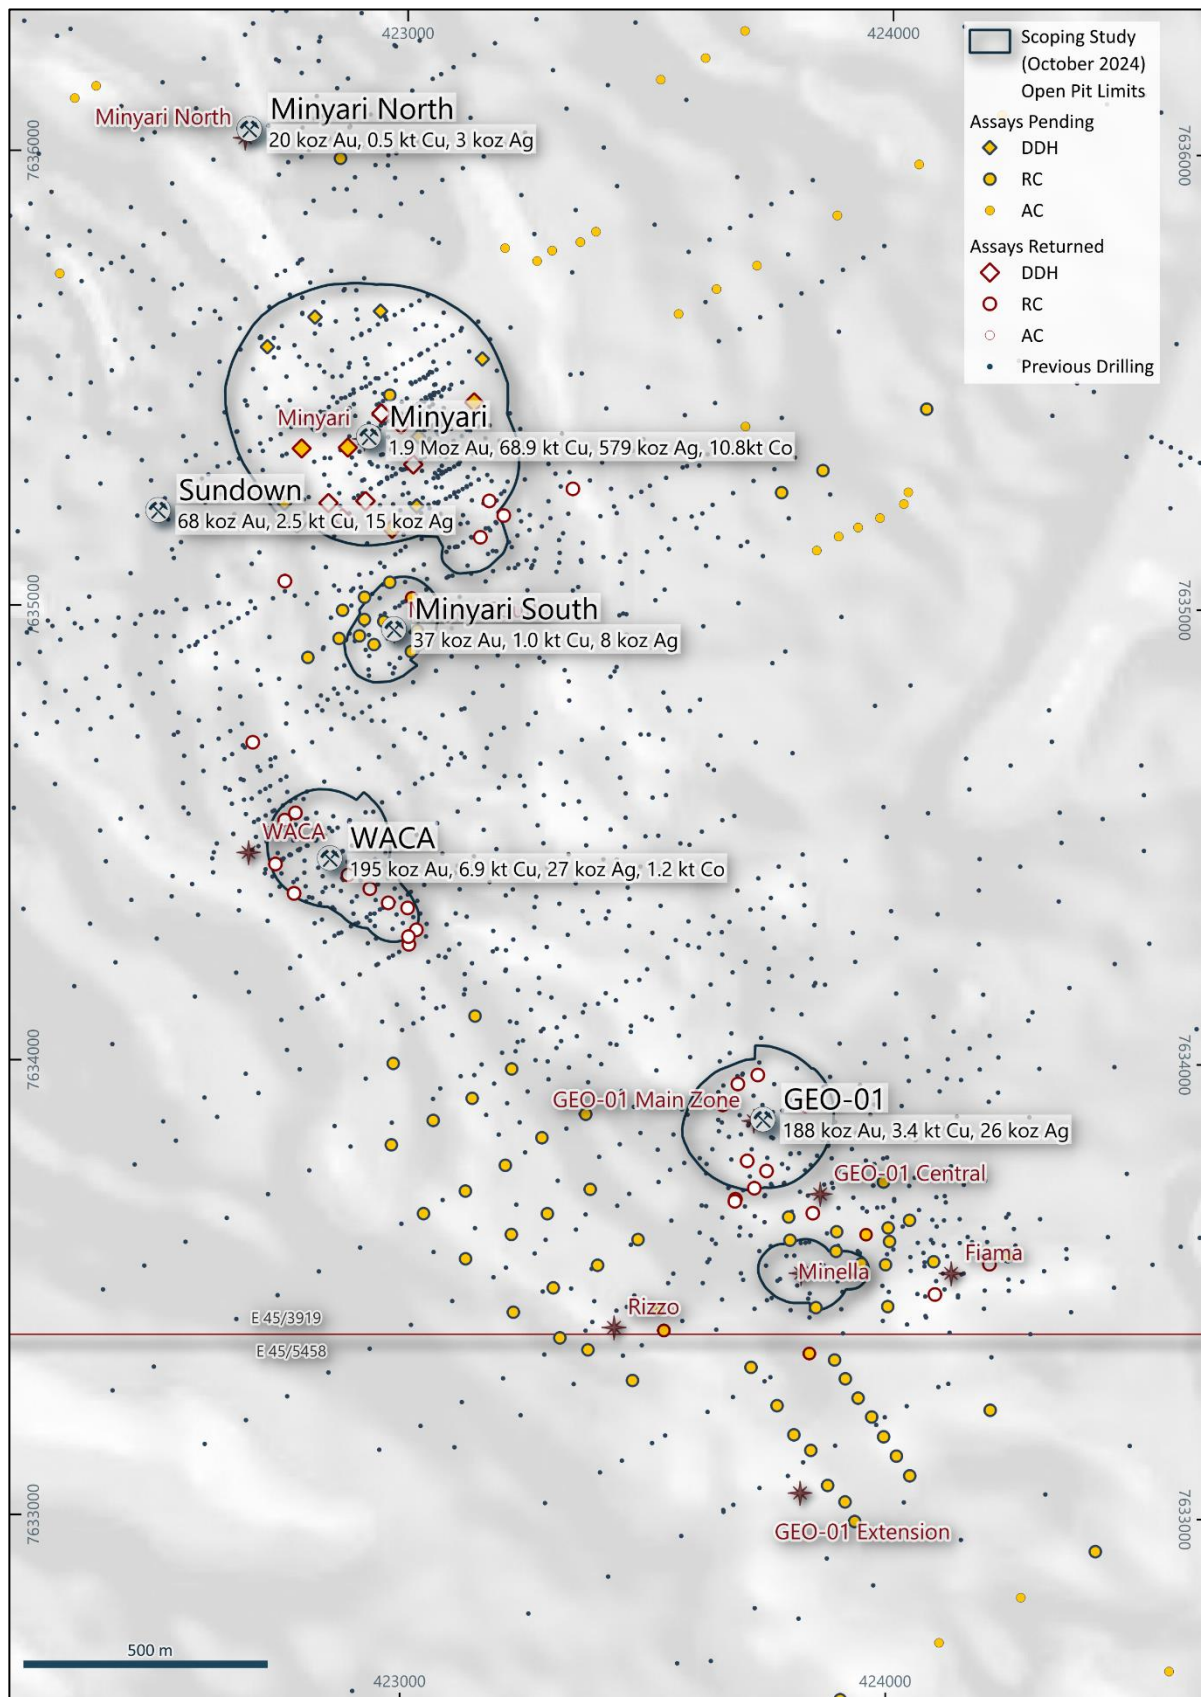 423000
424000
Scoping Study
(October 2024)
Open Pit Limits
Assays Pending
DDH
RC
AC
Assays Returned
DDH
RC
AC
Previous Drilling
7636000
7636000
Minyari North
Minyari North
20 koz Au, 0.5 kt Cu, 3 koz Ag
Minyari
Minyari
1.9 Moz Au, 68.9 kt Cu, 579 koz Ag, 10.8kt Co
Sundown
68 koz Au, 2.5 kt Cu, 15 koz Ag
7635000
7635000
Minyari South
37 koz Au, 1.0 kt Cu, 8 koz Ag
WACA
WACA
195 koz Au, 6.9 kt Cu, 27 koz Ag, 1.2 kt Co
7634000
7634000
GEO-01 Main Zone
GEO-01
188 koz Au, 3.4 kt Cu, 26 koz Ag
GEO-01 Central
Fiama
Minella
Rizzo
E 45/3919
E 45/5458
7633000
7633000
GEO-01 Extension
500 m
423000
424000